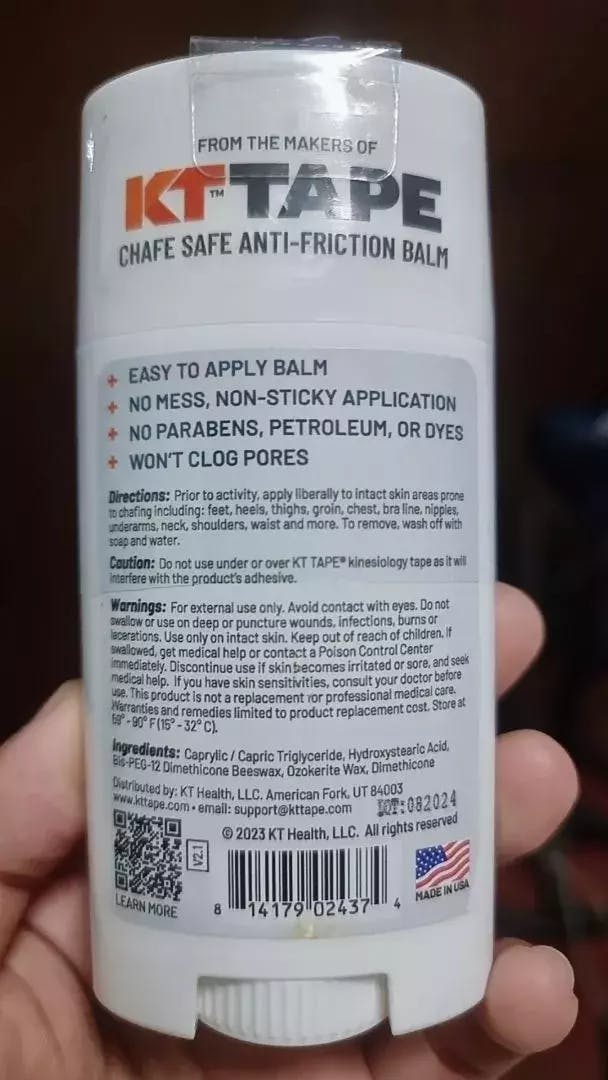 FROM THE MAKERS OF
KT™TAPE
CHAFE SAFE ANTI-FRICTION BALM
+ EASY TO APPLY BALM
+ NO MESS, NON-STICKY APPLICATION
+ NO PARABENS, PETROLEUM, OR DYES
+ WON'T CLOG PORES
Directions: Prior to activity, apply liberally to intact skin areas prone
to chafing including: feet, heels, thighs, groin, chest, bra line, nipples,
underarms, neck, shoulders, waist and more. To remove, wash off with
soap and water.
Caution: Do not use under or over KT TAPE® kinesiology tape as it will
interfere with the product's adhesive.
Warnings: For external use only. Avoid contact with eyes. Do not
swallow or use on deep or puncture wounds, infections, burns or
lacerations. Use only on intact skin. Keep out of reach of children. If
swallowed, get medical help or contact a Poison Control Center
immediately. Discontinue use if skin becomes irritated or sore, and seek
medical help. If you have skin sensitivities, consult your doctor before
use. This product is not a replacement for professional medical care.
Warranties and remedies limited to product replacement cost. Store at
59° - 90° F (15° - 32° C).
Ingredients: Caprylic / Capric Triglyceride, Hydroxystearic Acid,
Bis-PEG-12 Dimethicone Beeswax, Ozokerite Wax, Dimethicone
Distributed by: KT Health, LLC. American Fork, UT 84003
www.kttape.com • email: support@kttape.com
LOT:082024
© 2023 KT Health, LLC. All rights reserved
V2.1
LEARN MORE
8 14179 02437 4
MADE IN USA